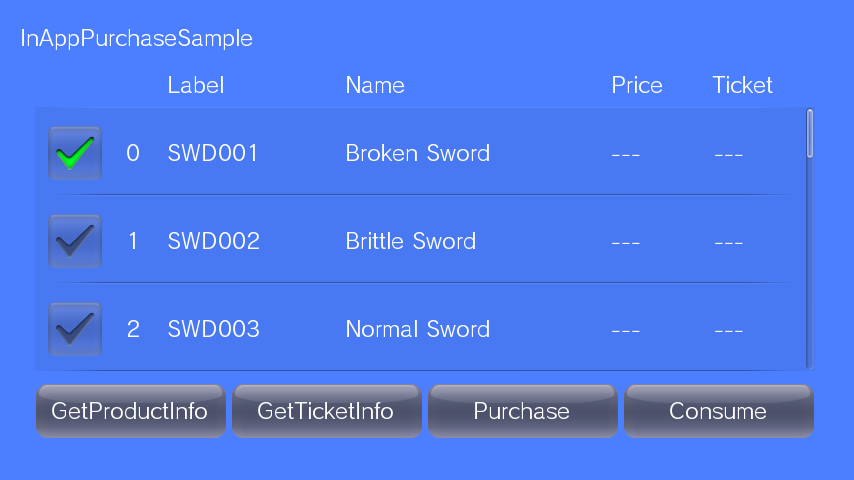 InAppPurchaseSample
Label Name Price Ticket
0 SWD001 Broken Sword --- ---
1 SWD002 Brittle Sword --- ---
2 SWD003 Normal Sword --- ---
GetProductInfo GetTicketInfo Purchase Consume